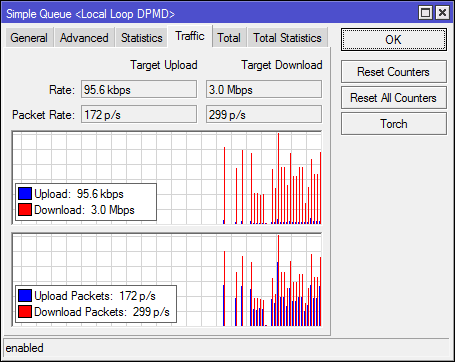 Simple Queue <Local Loop DPMD>
General Advanced Statistics Traffic Total Total Statistics
Target Upload Target Download
Rate: 95.6 kbps 3.0 Mbps
Packet Rate: 172 p/s 299 p/s
Upload: 95.6 kbps
Download: 3.0 Mbps
Upload Packets: 172 p/s
Download Packets: 299 p/s
OK
Reset Counters
Reset All Counters
Torch
enabled